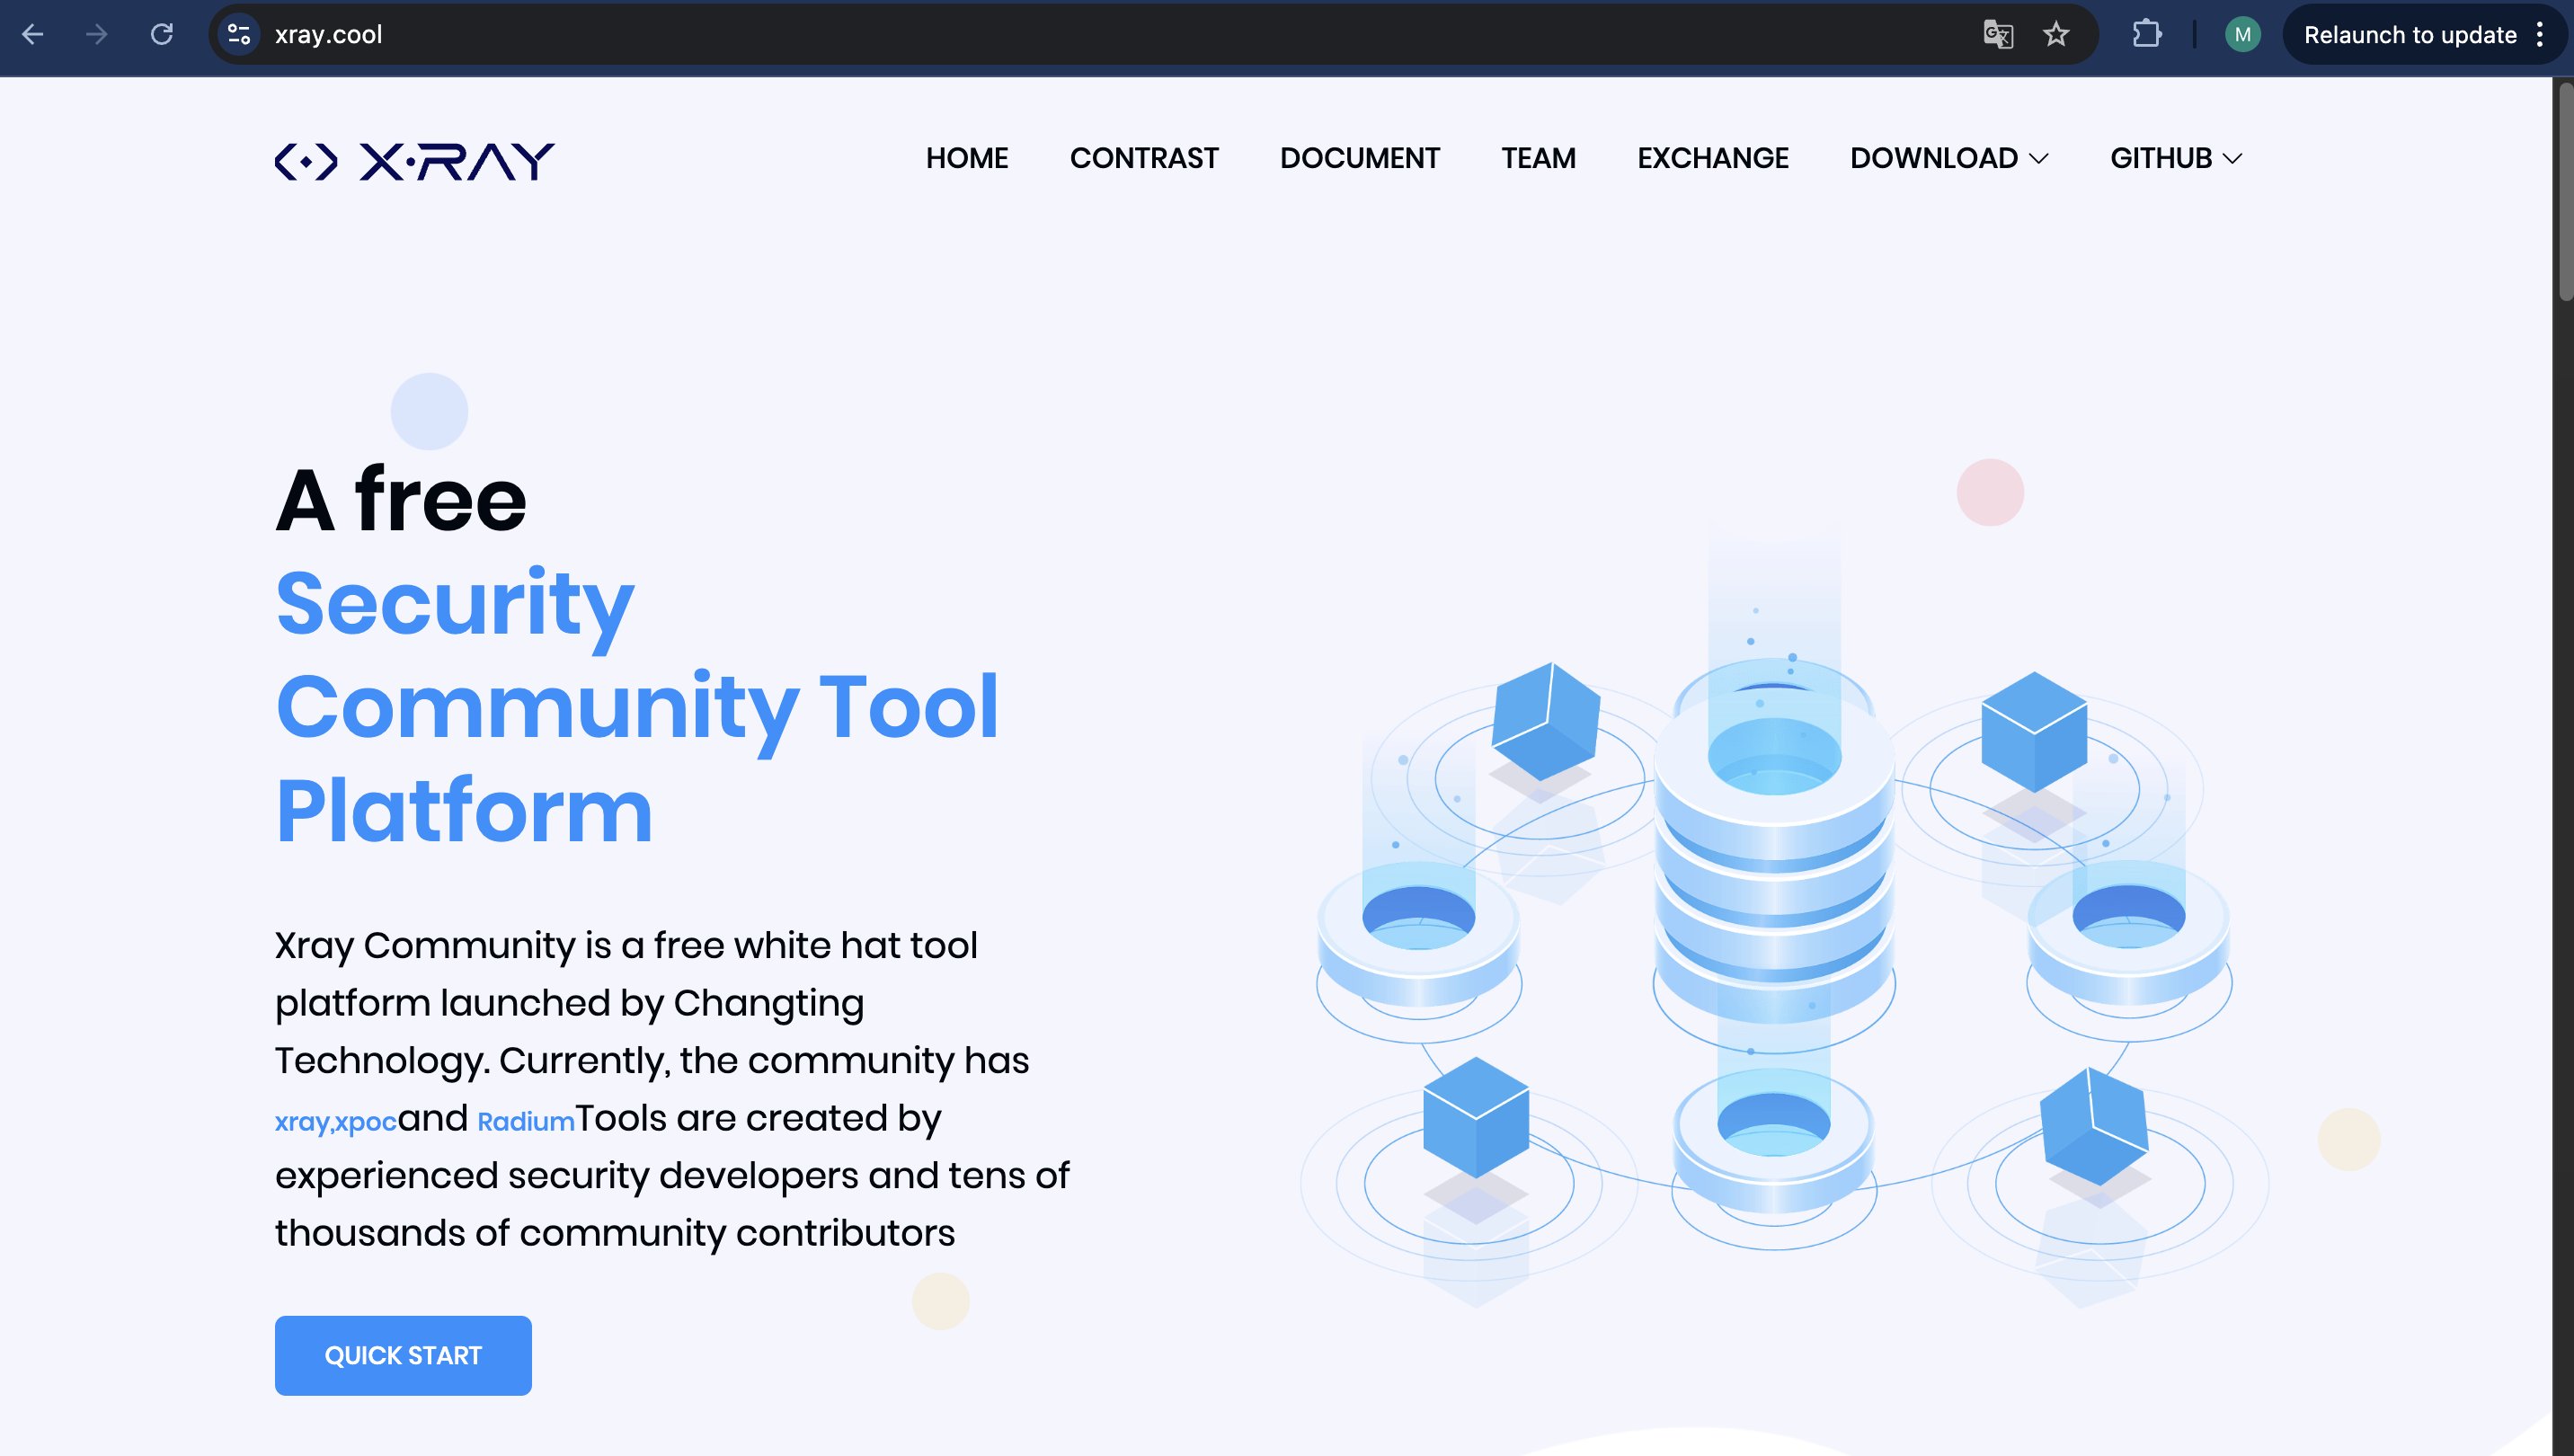 xray.cool
M
Relaunch to update
X·RAY
HOME CONTRAST DOCUMENT TEAM EXCHANGE DOWNLOAD GITHUB
A free
Security
Community Tool
Platform
Xray Community is a free white hat tool
platform launched by Changting
Technology. Currently, the community has
xray,xpocand RadiumTools are created by
experienced security developers and tens of
thousands of community contributors
QUICK START